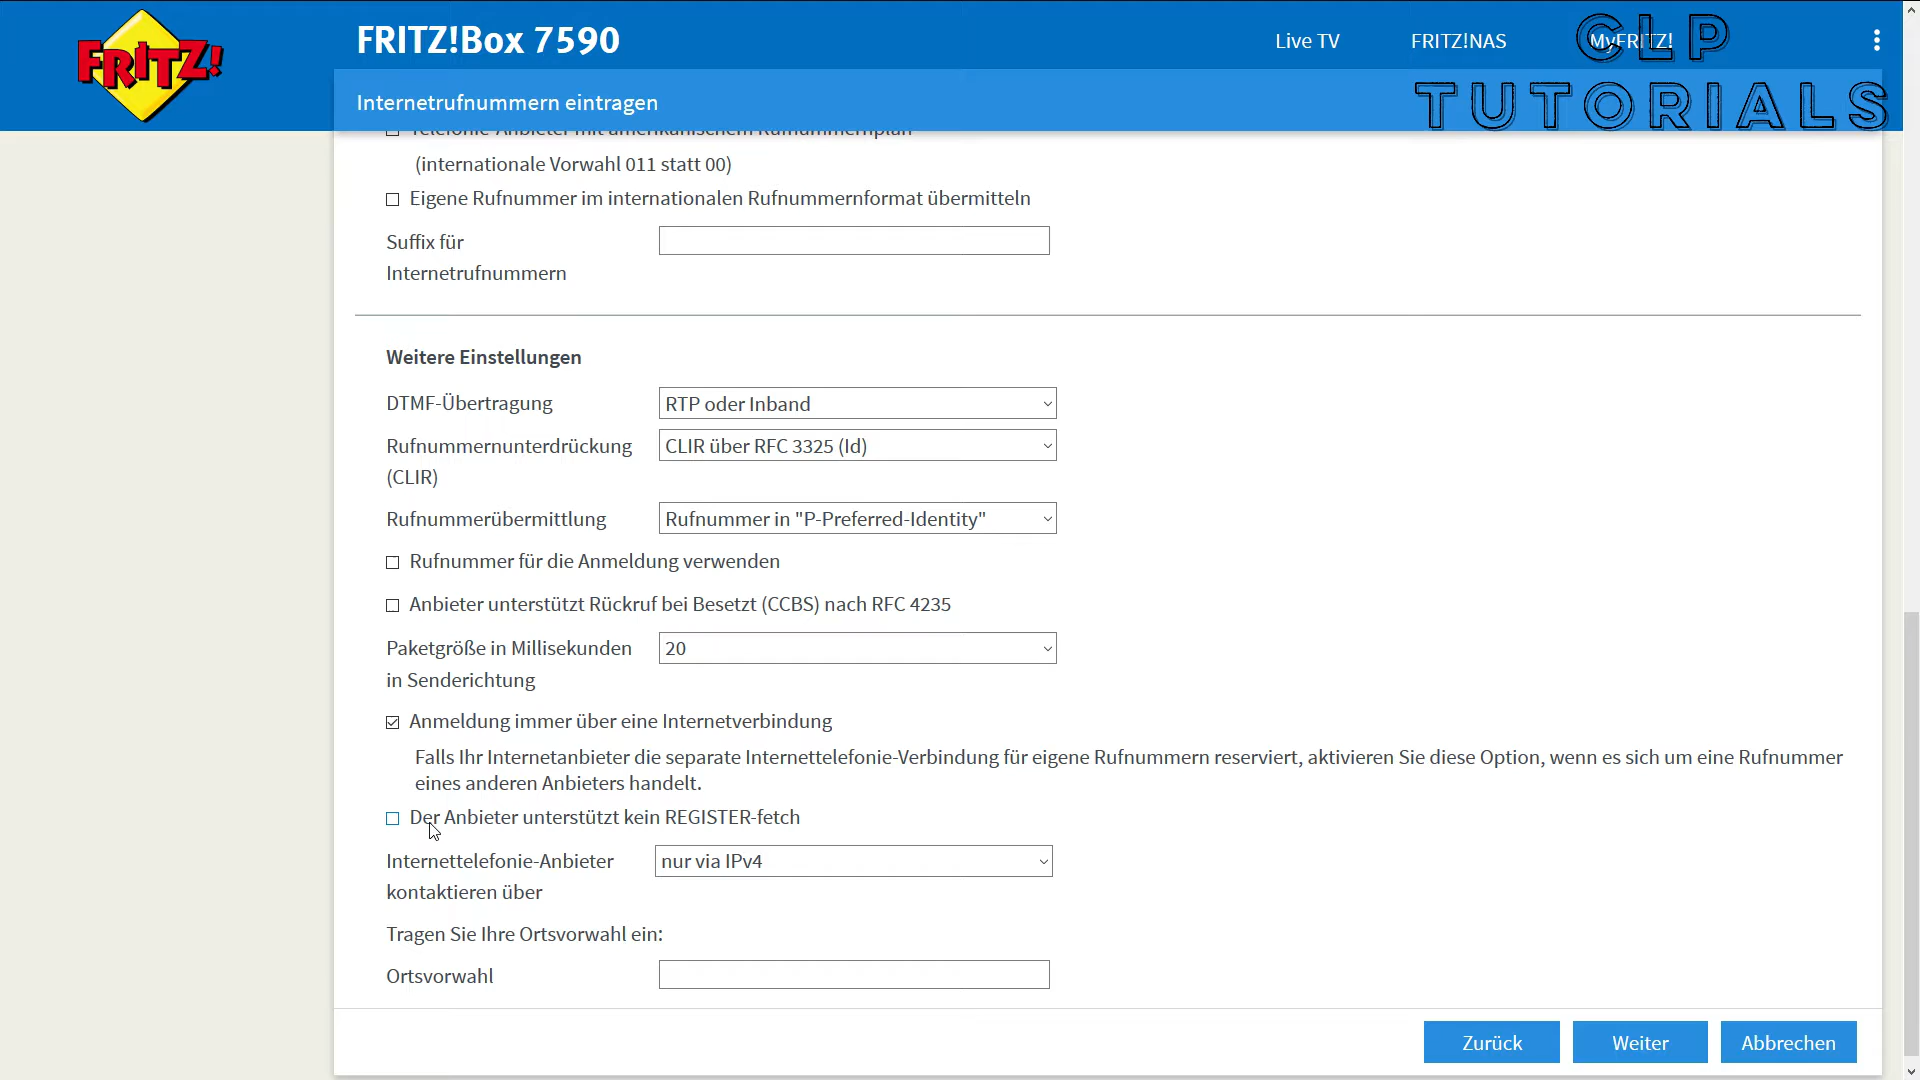 FRITZ!
FRITZ!Box 7590
Live TV
FRITZ!NAS
MyFRITZ!
CLP
TUTORIALS
Internetrufnummern eintragen
Telefonie-Anbieter mit amerikanischem Rufnummernplan
(internationale Vorwahl 011 statt 00)
Eigene Rufnummer im internationalen Rufnummernformat übermitteln
Suffix für
Internetrufnummern
Weitere Einstellungen
DTMF-Übertragung
RTP oder Inband
Rufnummernunterdrückung
(CLIR)
CLIR über RFC 3325 (Id)
Rufnummerübermittlung
Rufnummer in "P-Preferred-Identity"
Rufnummer für die Anmeldung verwenden
Anbieter unterstützt Rückruf bei Besetzt (CCBS) nach RFC 4235
Paketgröße in Millisekunden
in Senderichtung
20
Anmeldung immer über eine Internetverbindung
Falls Ihr Internetanbieter die separate Internettelefonie-Verbindung für eigene Rufnummern reserviert, aktivieren Sie diese Option, wenn es sich um eine Rufnummer
eines anderen Anbieters handelt.
Der Anbieter unterstützt kein REGISTER-fetch
Internettelefonie-Anbieter
kontaktieren über
nur via IPv4
Tragen Sie Ihre Ortsvorwahl ein:
Ortsvorwahl
Zurück
Weiter
Abbrechen